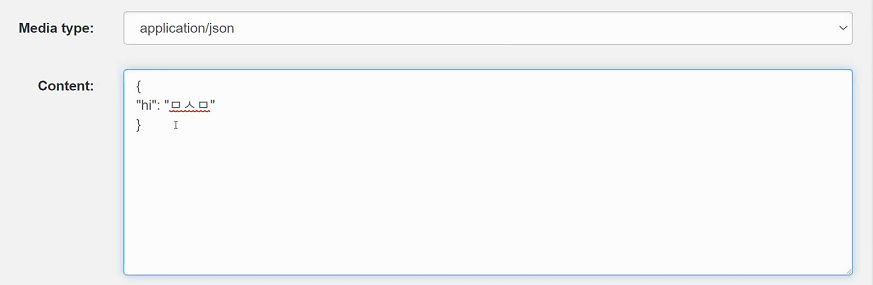 Media type: application/json
Content:
{
"hi": "ㅁㅅㅁ"
}